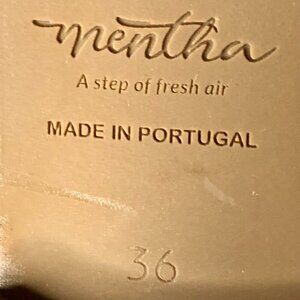 mentha
A step of fresh air
MADE IN PORTUGAL
36